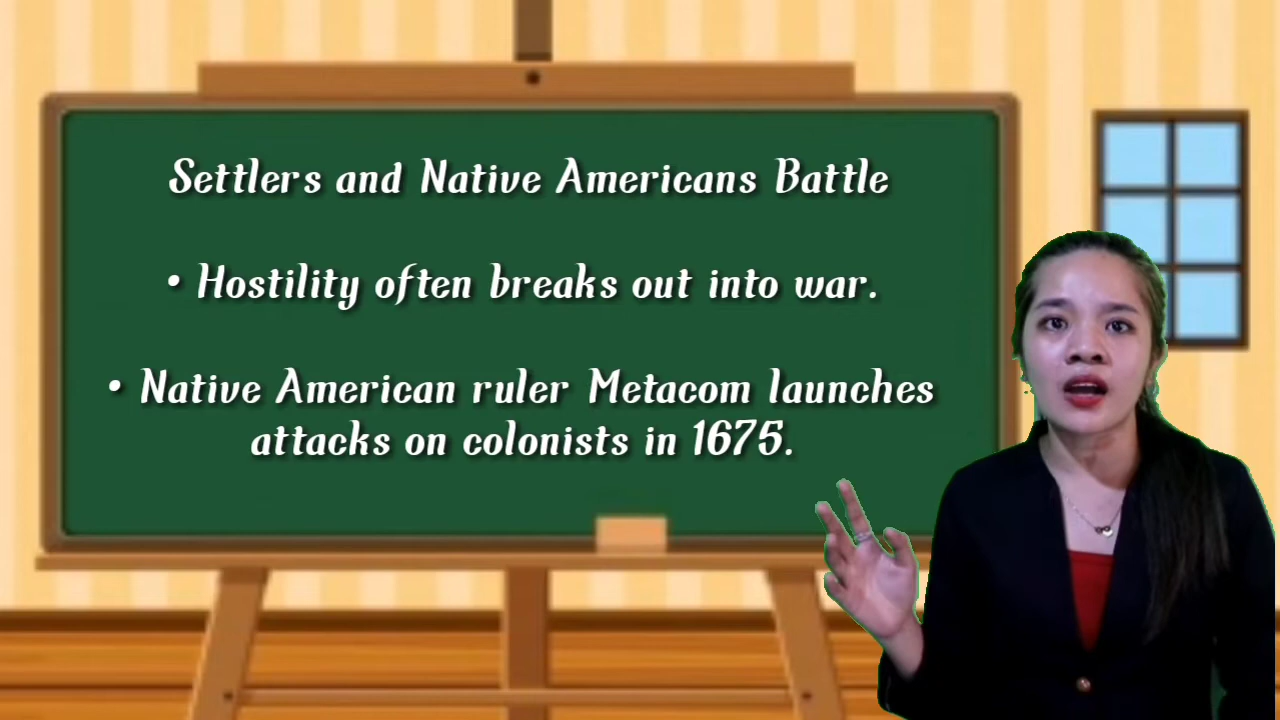 Settlers and Native Americans Battle
• Hostility often breaks out into war.
• Native American ruler Metacom launches
attacks on colonists in 1675.